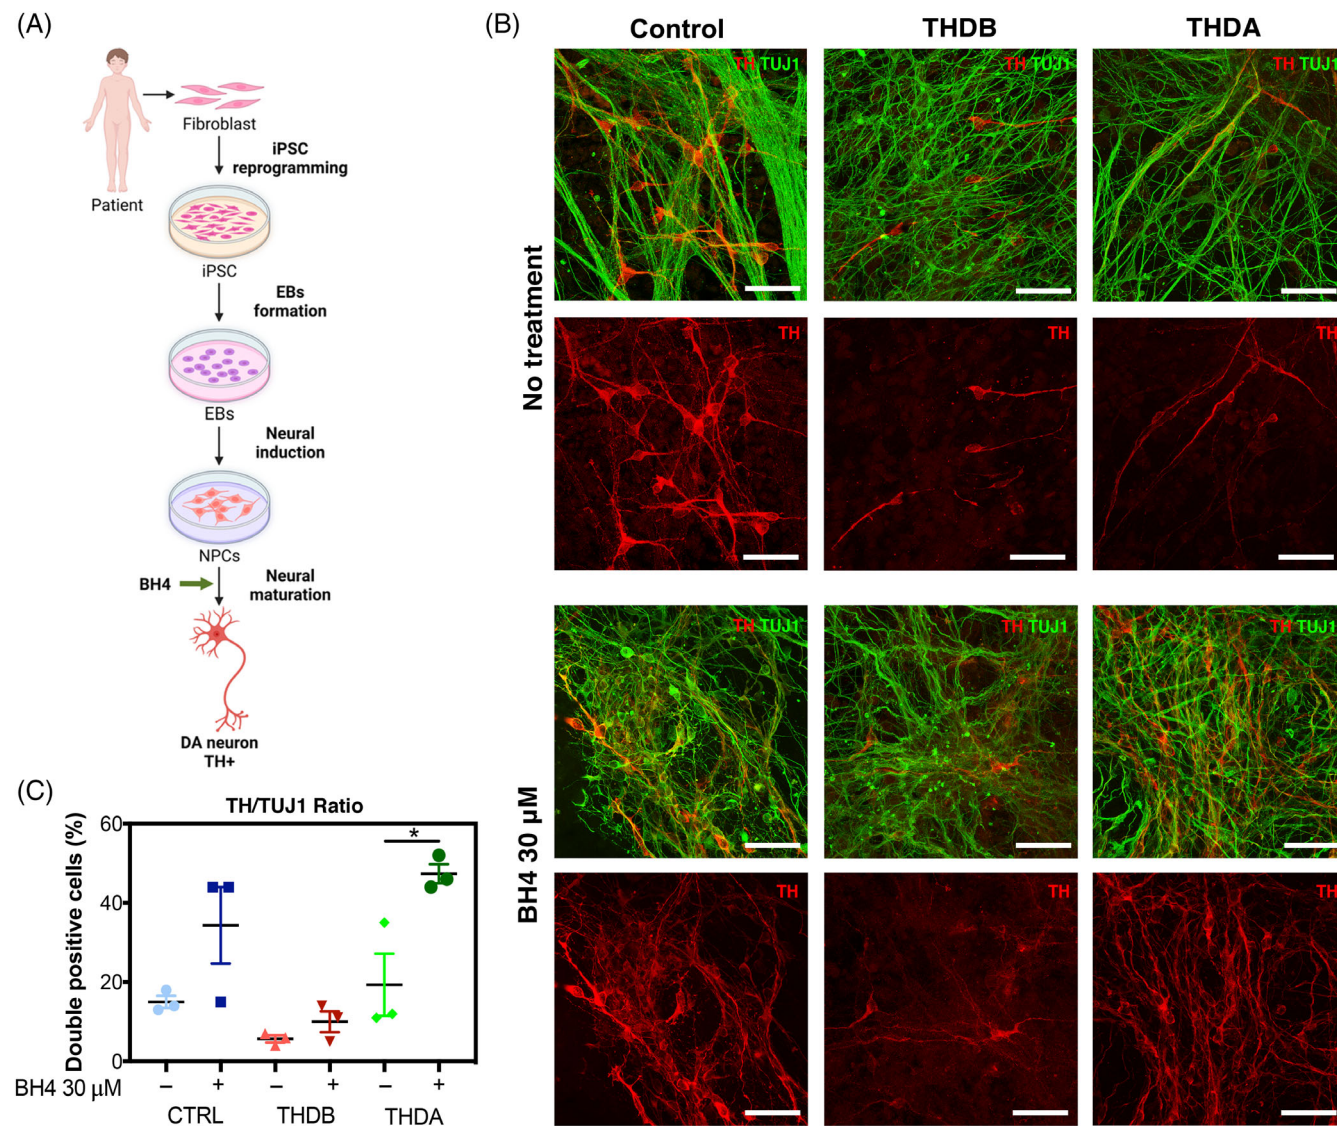 (A)
Patient
Fibroblast
iPSC
reprogramming
iPSC
EBs
formation
EBs
Neural
induction
NPCs
BH4
Neural
maturation
DA neuron
TH+
(B)
Control
THDB
THDA
No treatment
TH TUJ1
TH TUJ1
TH TUJ1
TH
TH
TH
BH4 30 µM
TH TUJ1
TH TUJ1
TH TUJ1
TH
TH
TH
(C)
TH/TUJ1 Ratio
Double positive cells (%)
60
40
20
0
*
BH4 30 µM – + – + – +
CTRL THDB THDA